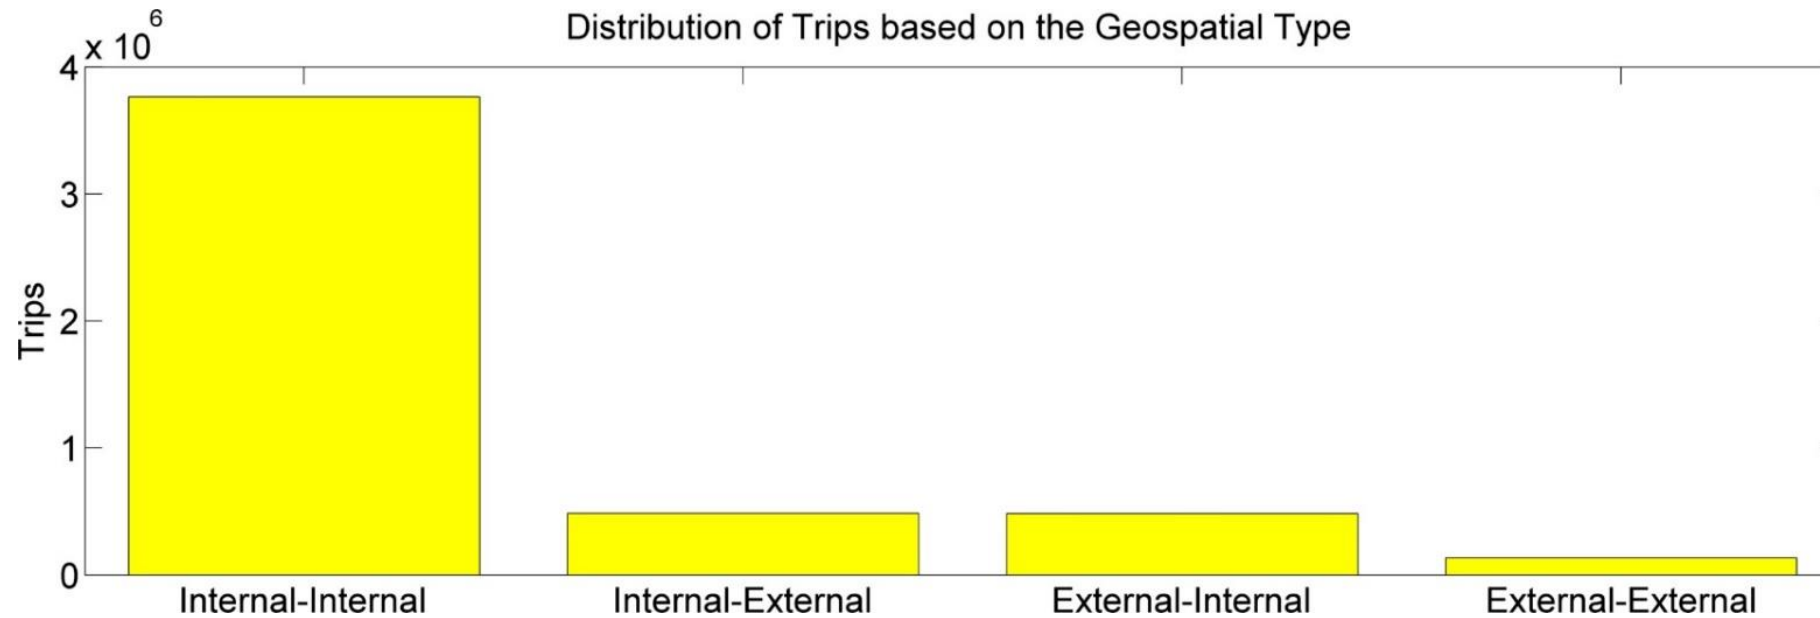 Distribution of Trips based on the Geospatial Type
x 10 6
4
3
2
1
0
Trips
Internal-Internal Internal-External External-Internal External-External